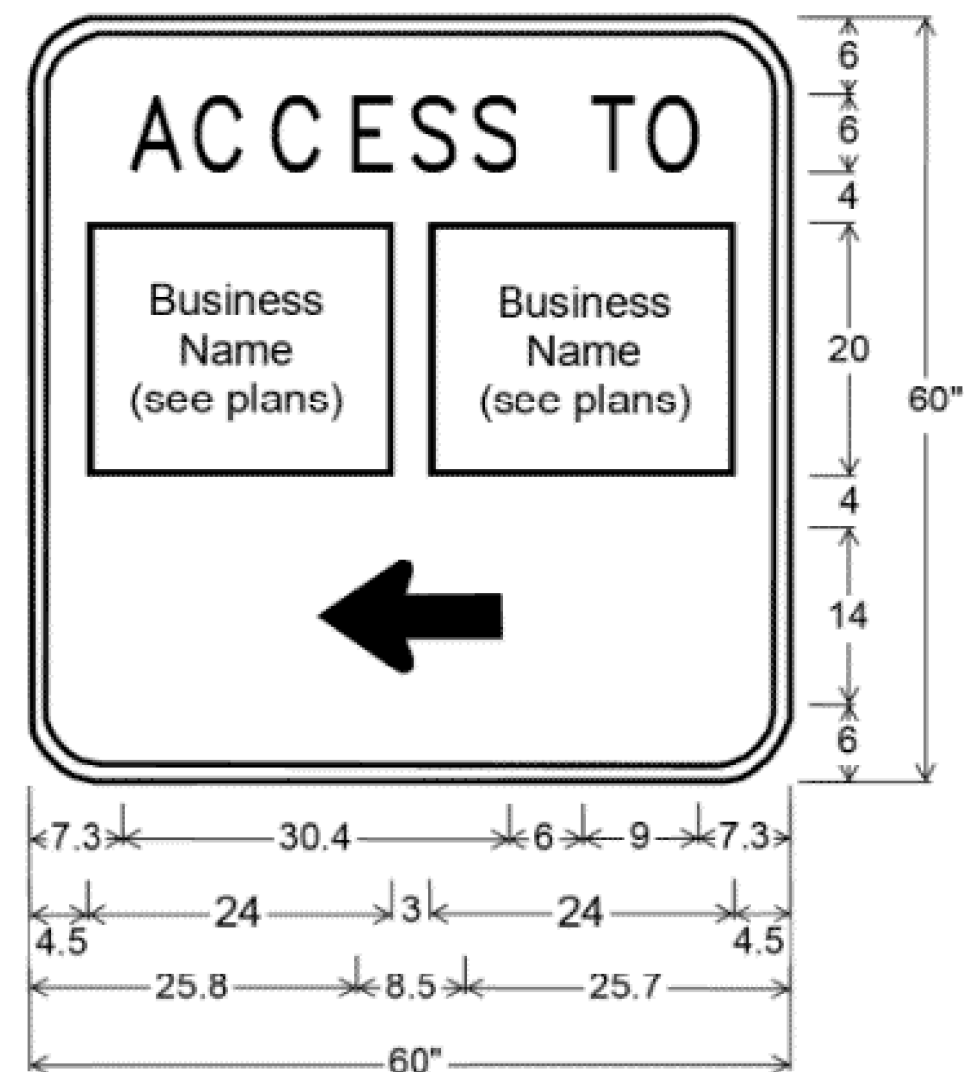 ACCESS TO
Business
Name
(see plans)
Business
Name
(see plans)
6
6
4
20
60"
4
14
6
7.3 30.4 6 9 7.3
4.5 24 3 24 4.5
25.8 8.5 25.7
60"